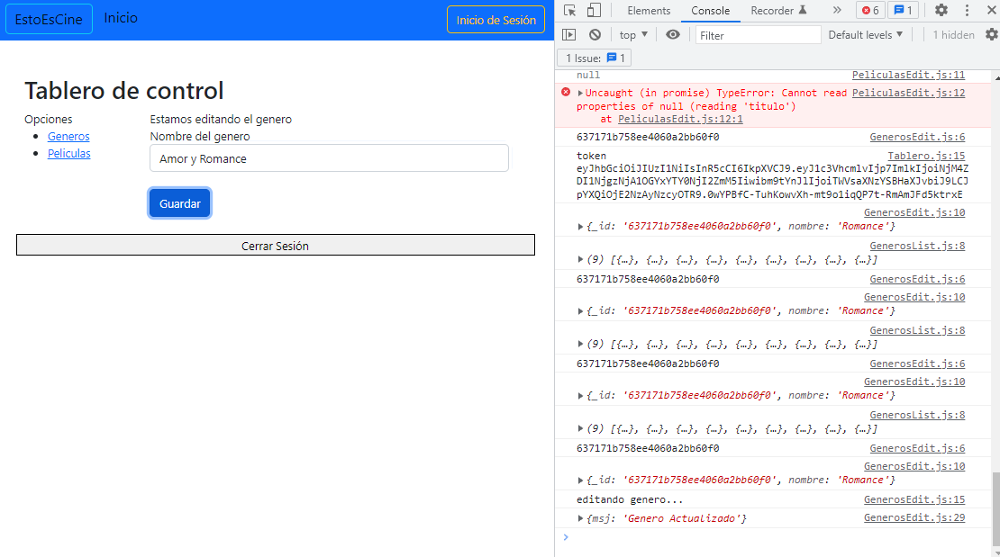 EstoEsCine Inicio Inicio de Sesión
Tablero de control
Opciones
Generos
Peliculas
Estamos editando el genero
Nombre del genero
Amor y Romance
Guardar
Cerrar Sesión
Elements Console Recorder 6 1
top Filter Default levels 1 hidden
1 Issue: 1
null PeliculasEdit.js:11
Uncaught (in promise) TypeError: Cannot read PeliculasEdit.js:12
properties of null (reading 'titulo')
at PeliculasEdit.js:12:1
637171b758ee4060a2bb60f0 GenerosEdit.js:6
token Tablero.js:15
GenerosEdit.js:10
{_id: '637171b758ee4060a2bb60f0', nombre: 'Romance'}
GenerosList.js:8
(9) [{…}, {…}, {…}, {…}, {…}, {…}, {…}, {…}, {…}]
637171b758ee4060a2bb60f0 GenerosEdit.js:6
GenerosEdit.js:10
{_id: '637171b758ee4060a2bb60f0', nombre: 'Romance'}
GenerosList.js:8
(9) [{…}, {…}, {…}, {…}, {…}, {…}, {…}, {…}, {…}]
637171b758ee4060a2bb60f0 GenerosEdit.js:6
GenerosEdit.js:10
{_id: '637171b758ee4060a2bb60f0', nombre: 'Romance'}
GenerosList.js:8
(9) [{…}, {…}, {…}, {…}, {…}, {…}, {…}, {…}, {…}]
637171b758ee4060a2bb60f0 GenerosEdit.js:6
GenerosEdit.js:10
{_id: '637171b758ee4060a2bb60f0', nombre: 'Romance'}
editando genero... GenerosEdit.js:15
{msj: 'Genero Actualizado'} GenerosEdit.js:29